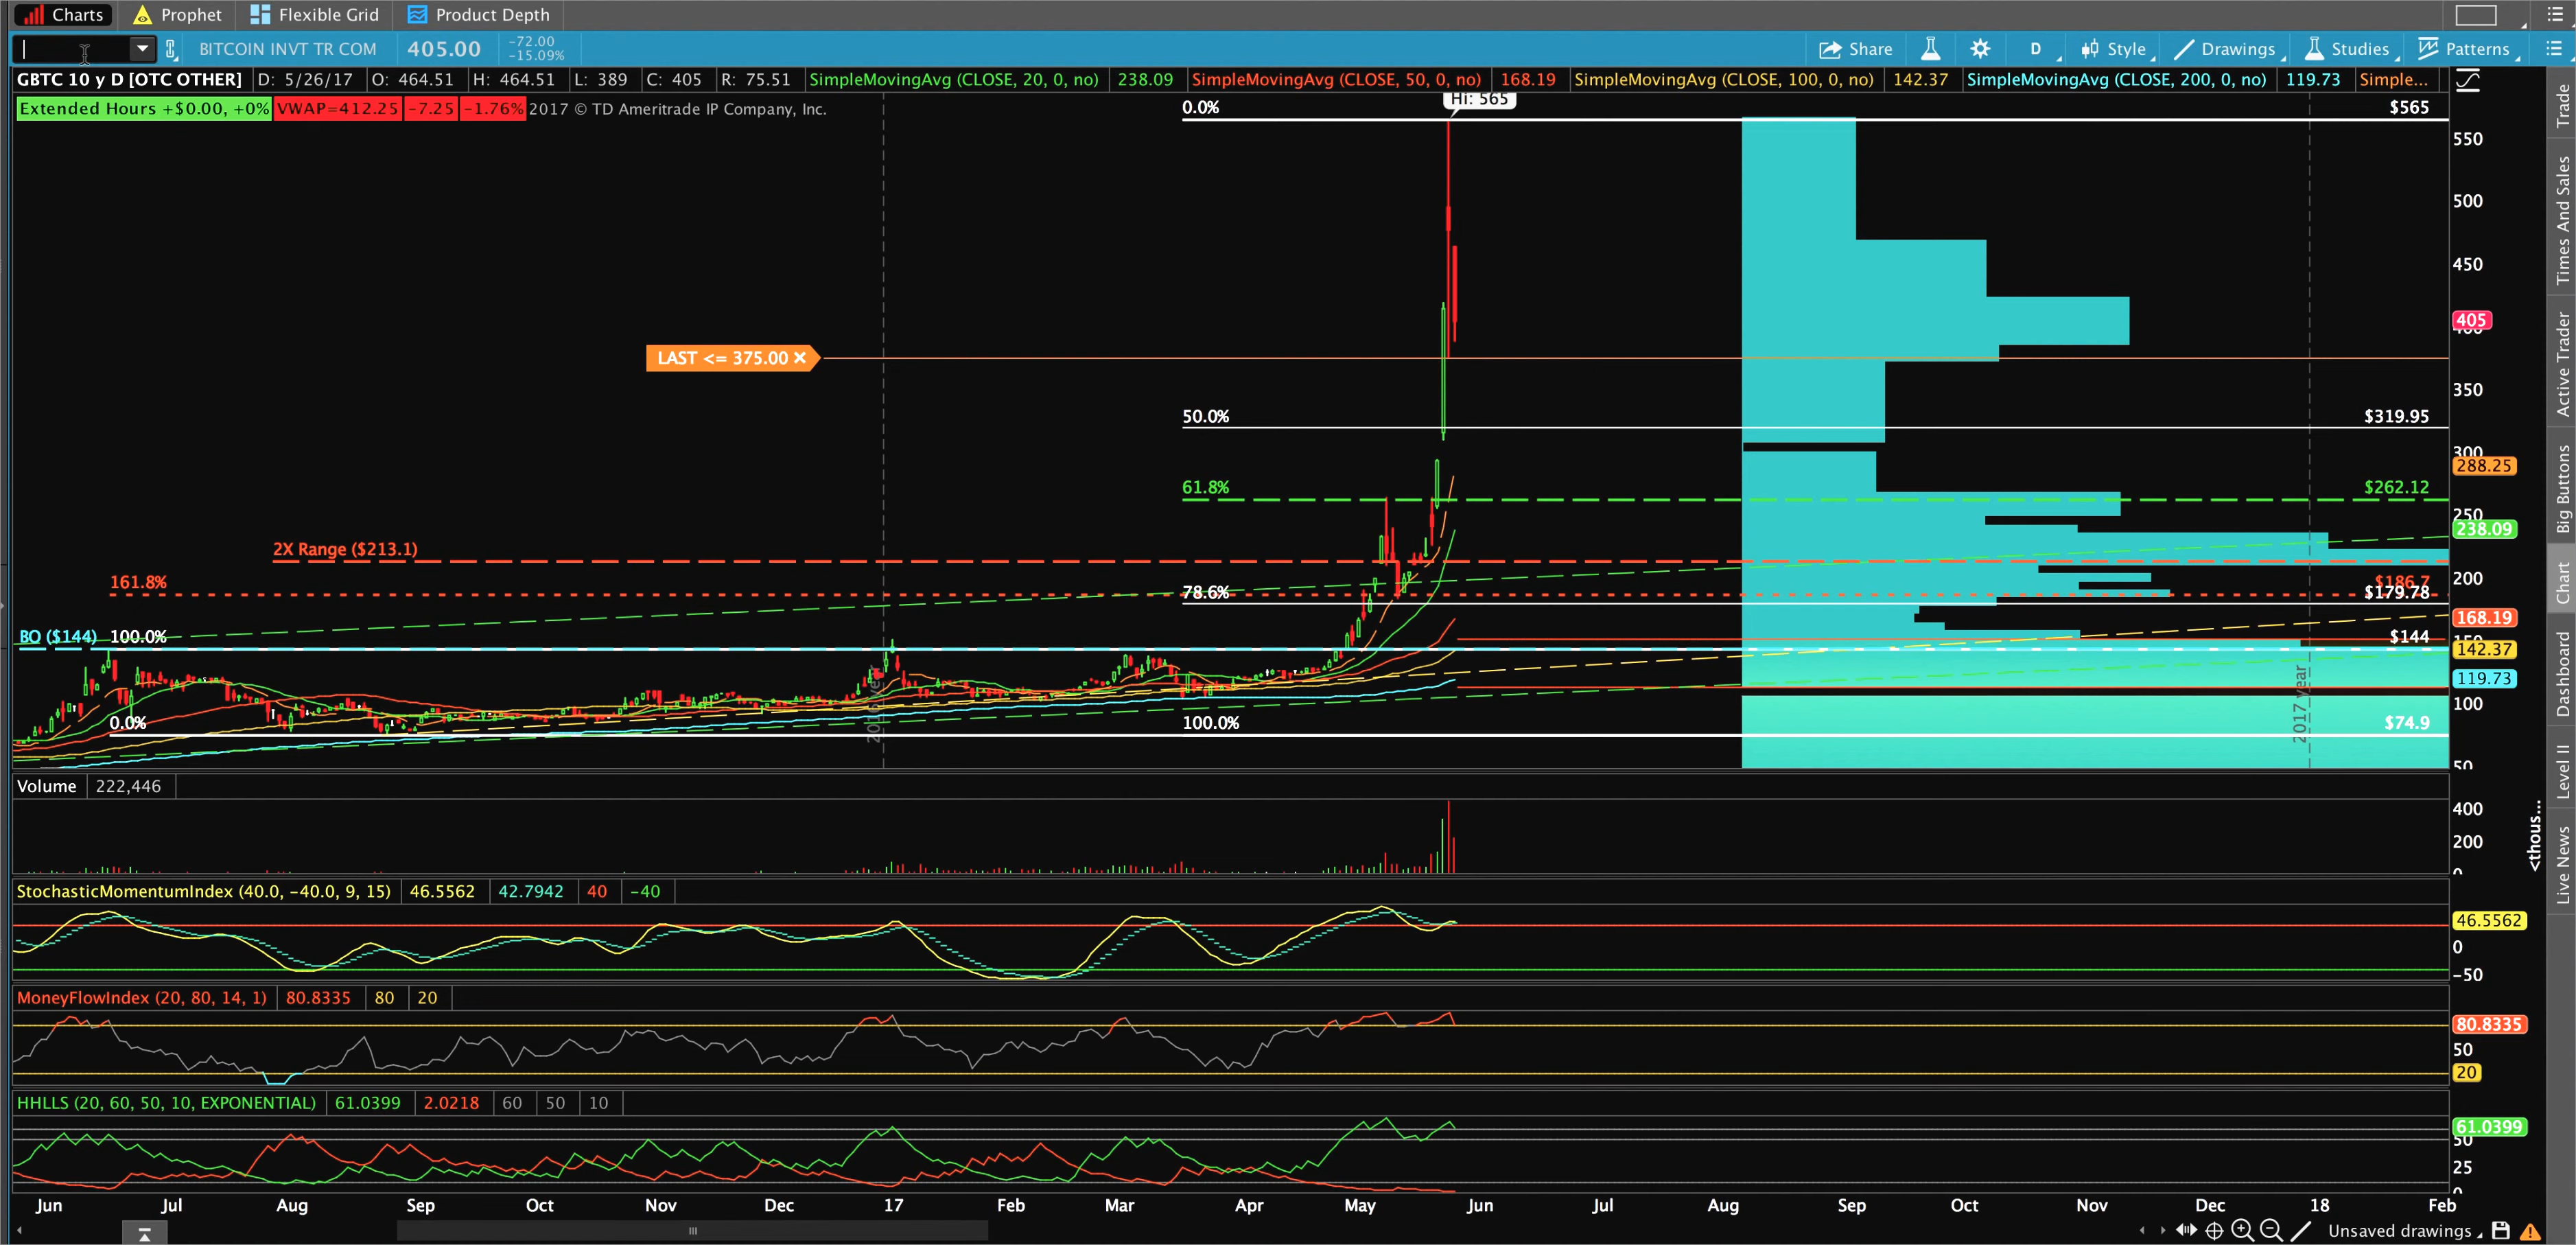 Charts Prophet Flexible Grid Product Depth
BITCOIN INVT TR COM 405.00 -72.00 -15.09% Share D Style Drawings Studies Patterns
GBTC 10 y D [OTC OTHER] D: 5/26/17 O: 464.51 H: 464.51 L: 389 C: 405 R: 75.51 SimpleMovingAvg (CLOSE, 20, 0, no) 238.09 SimpleMovingAvg (CLOSE, 50, 0, no) 168.19 SimpleMovingAvg (CLOSE, 100, 0, no) 142.37 SimpleMovingAvg (CLOSE, 200, 0, no) 119.73 Simple...
Extended Hours +$0.00, +0% VWAP=412.25 -7.25 -1.76% 2017 © TD Ameritrade IP Company, Inc.
Hi: 565
0.0% $565
550
500
450
405
LAST <= 375.00 ×
350
50.0% $319.95
300
288.25
61.8% $262.12
250
238.09
2X Range ($213.1)
200
161.8% $186.7
78.6% $179.78
168.19
BO ($144) 100.0% $144
150
142.37
119.73
100
0.0% 100.0% $74.9
50
2017 year
Volume 222,446
400
200
0
<thous...
StochasticMomentumIndex (40.0, -40.0, 9, 15) 46.5562 42.7942 40 -40
46.5562
0
-50
MoneyFlowIndex (20, 80, 14, 1) 80.8335 80 20
80.8335
50
20
HHLLS (20, 60, 50, 10, EXPONENTIAL) 61.0399 2.0218 60 50 10
61.0399
50
25
0
Jun Jul Aug Sep Oct Nov Dec 17 Feb Mar Apr May Jun Jul Aug Sep Oct Nov Dec 18 Feb
Unsaved drawings
Trade
Times And Sales
Active Trader
Big Buttons
Chart
Dashboard
Level II
Live News